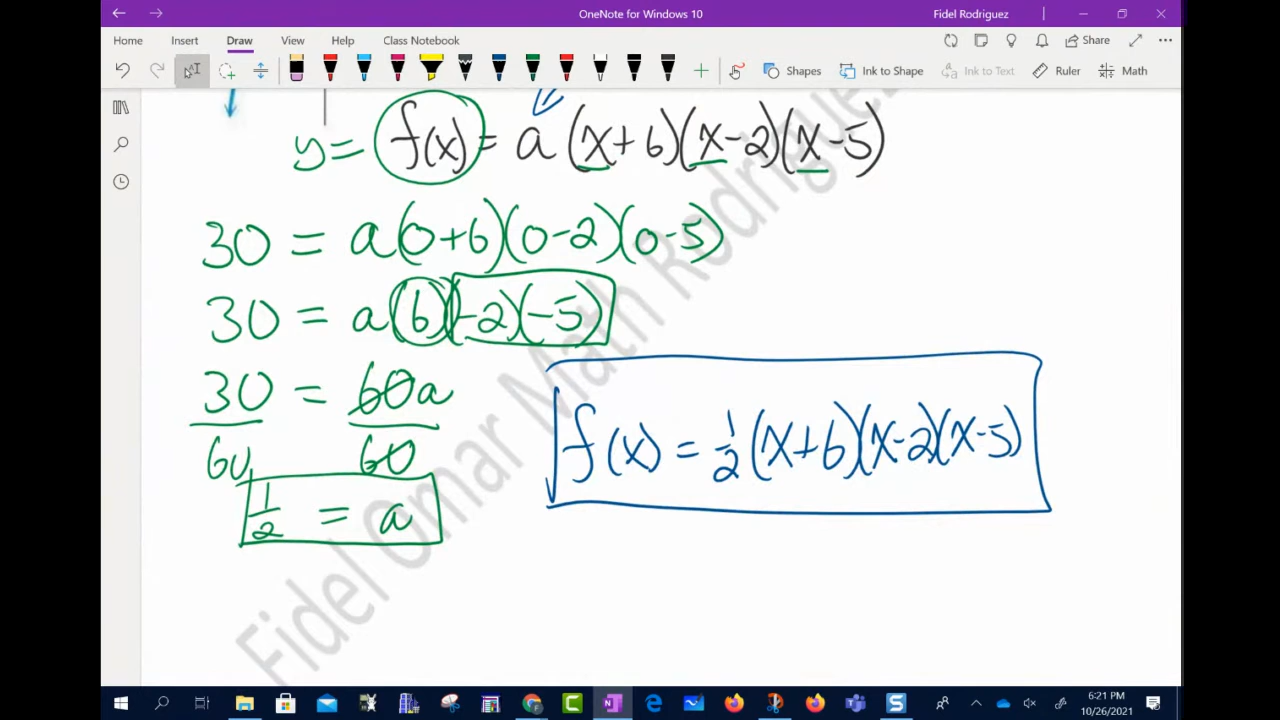 OneNote for Windows 10
Fidel Rodriguez
Home Insert Draw View Help Class Notebook
Share
Shapes Ink to Shape Ink to Text Ruler Math
y = f(x) = a(x+6)(x-2)(x-5)
30 = a(0+6)(0-2)(0-5)
30 = a(6)(-2)(-5)
30 = 60a
60 60
1/2 = a
f(x) = 1/2 (x+6)(x-2)(x-5)
Fidel Omar Math Rodriguez
6:21 PM
10/26/2021